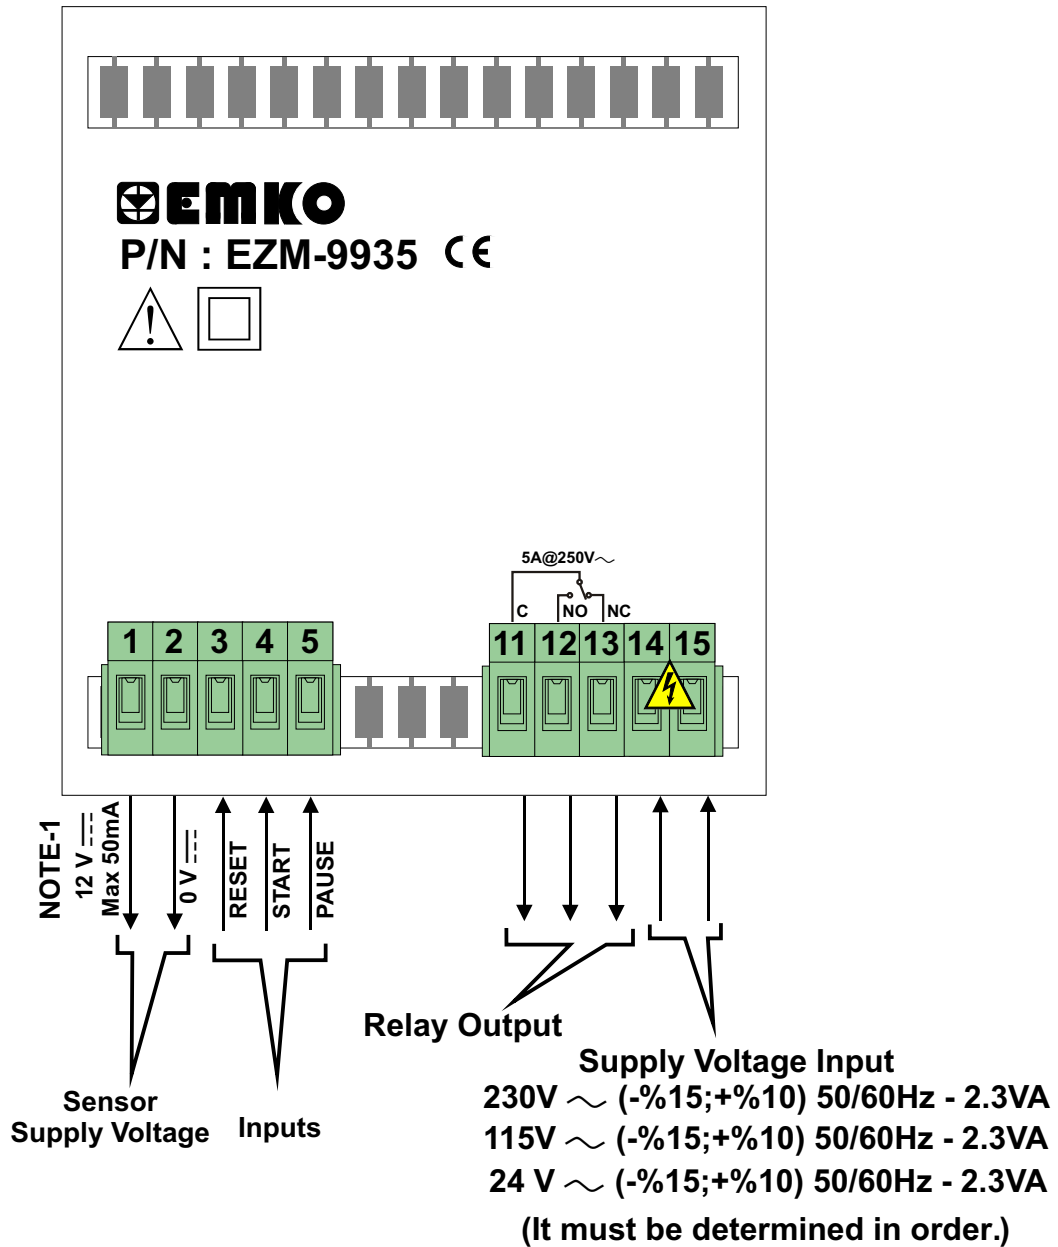 EMKO
P/N : EZM-9935 CE
5A@250V~
C NO NC
1 2 3 4 5
11 12 13 14 15
NOTE-1
12 V
Max 50mA
0 V
RESET
START
PAUSE
Relay Output
Sensor
Supply Voltage
Inputs
Supply Voltage Input
230V ~ (-%15;+%10) 50/60Hz - 2.3VA
115V ~ (-%15;+%10) 50/60Hz - 2.3VA
24 V ~ (-%15;+%10) 50/60Hz - 2.3VA
(It must be determined in order.)